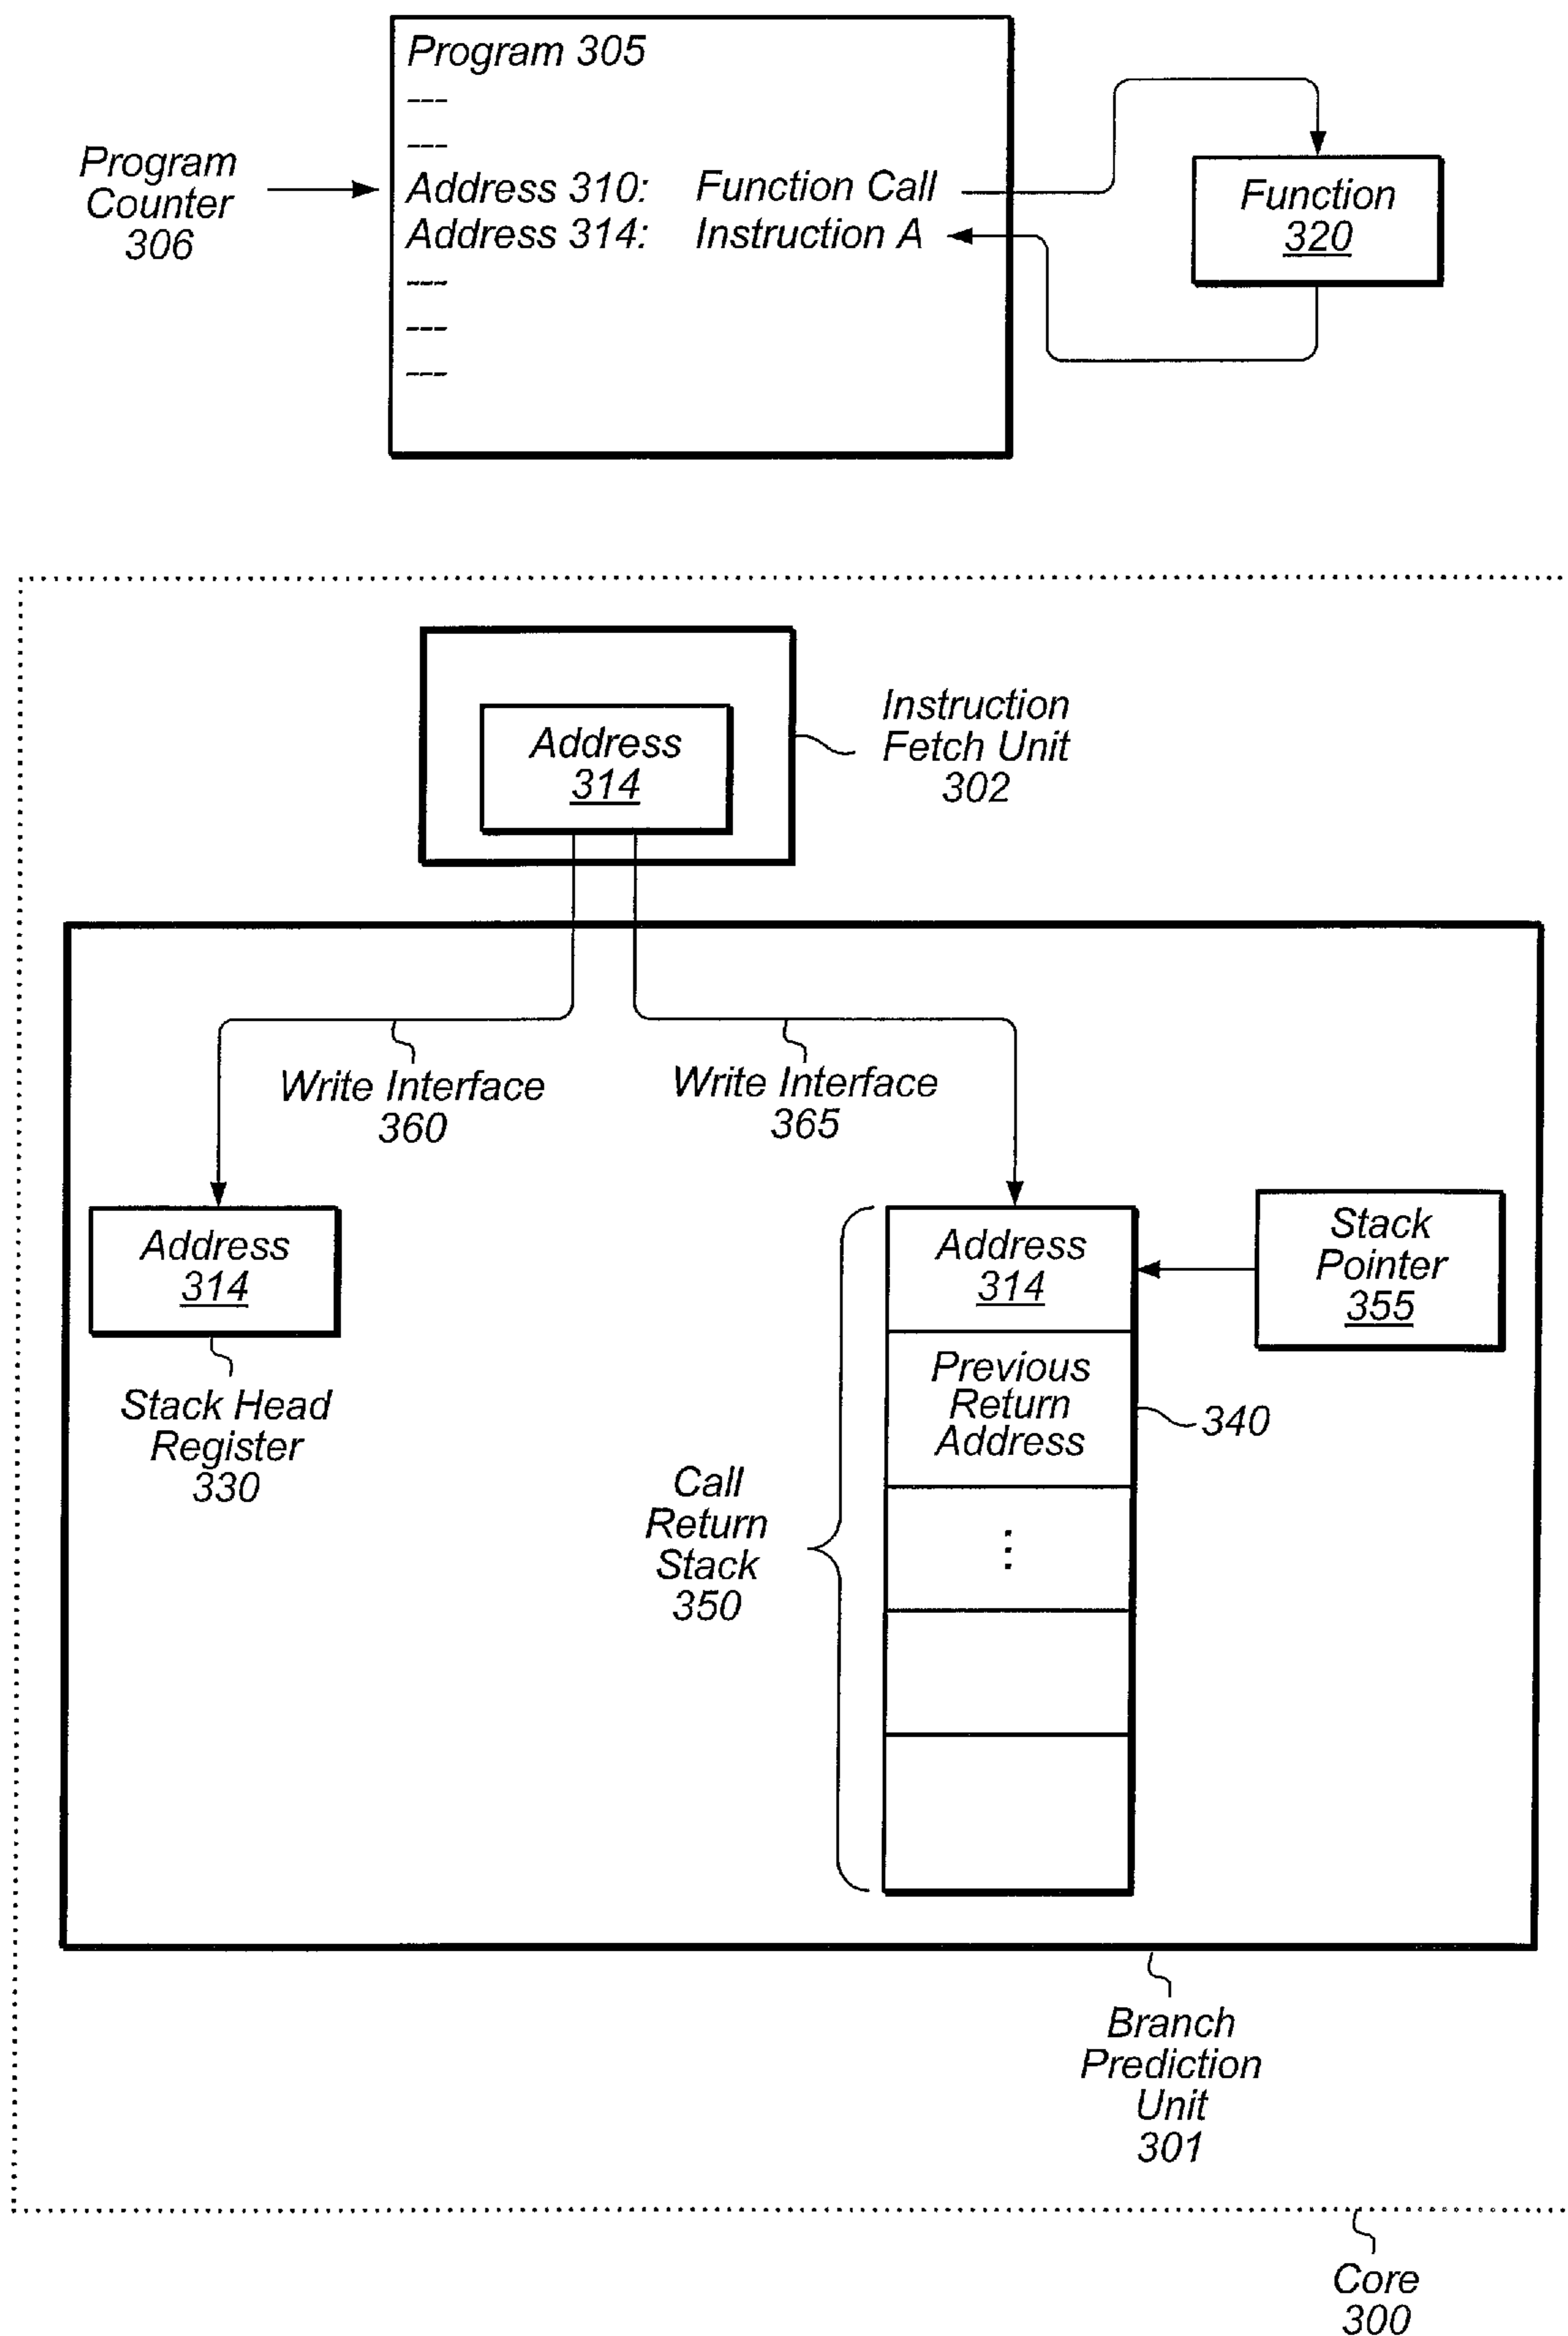 Program 305
---
---
Program
Counter
306
Address 310: Function Call
Address 314: Instruction A
---
---
---
Function
320
Address
314
Instruction
Fetch Unit
302
Write Interface
360
Write Interface
365
Address
314
Stack Head
Register
330
Address
314
Stack
Pointer
355
Previous
Return
Address
340
Call
Return
Stack
350
⋮
Branch
Prediction
Unit
301
Core
300